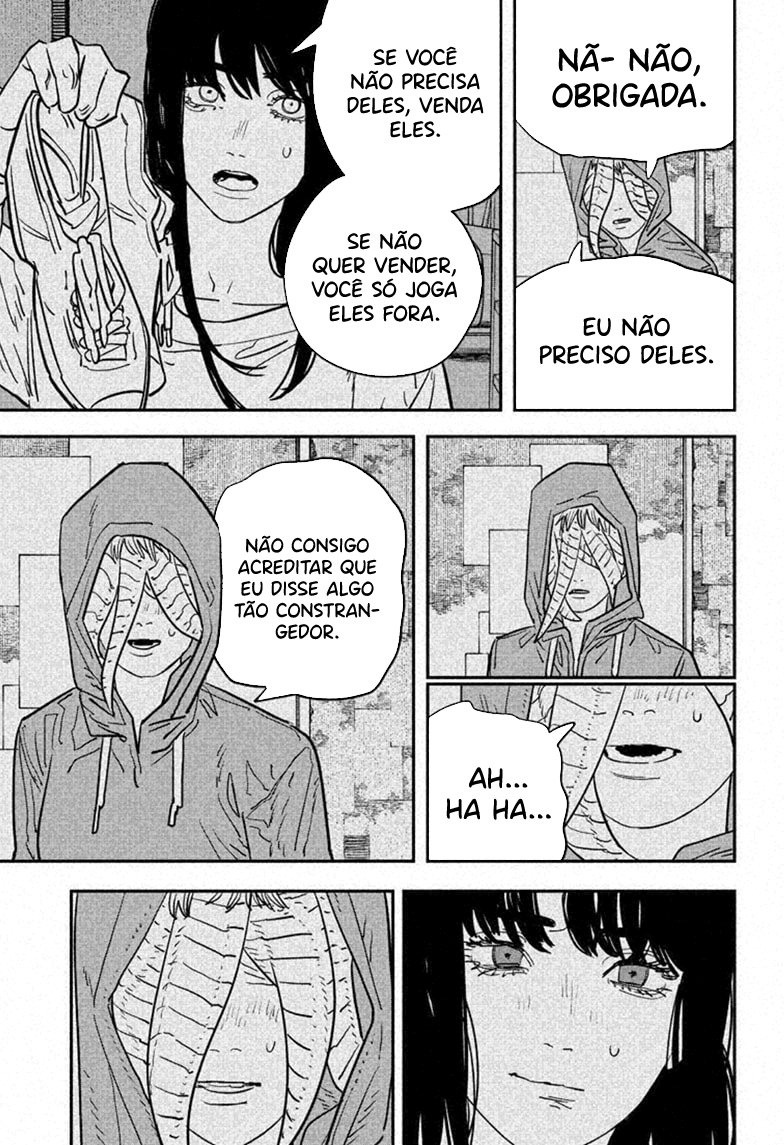 NÃ- NÃO,
OBRIGADA.
EU NÃO
PRECISO DELES.
SE VOCÊ
NÃO PRECISA
DELES, VENDA
ELES.
SE NÃO
QUER VENDER,
VOCÊ SÓ JOGA
ELES FORA.
AH...
HA HA...
NÃO CONSIGO
ACREDITAR QUE
EU DISSE ALGO
TÃO CONSTRAN-
GEDOR.